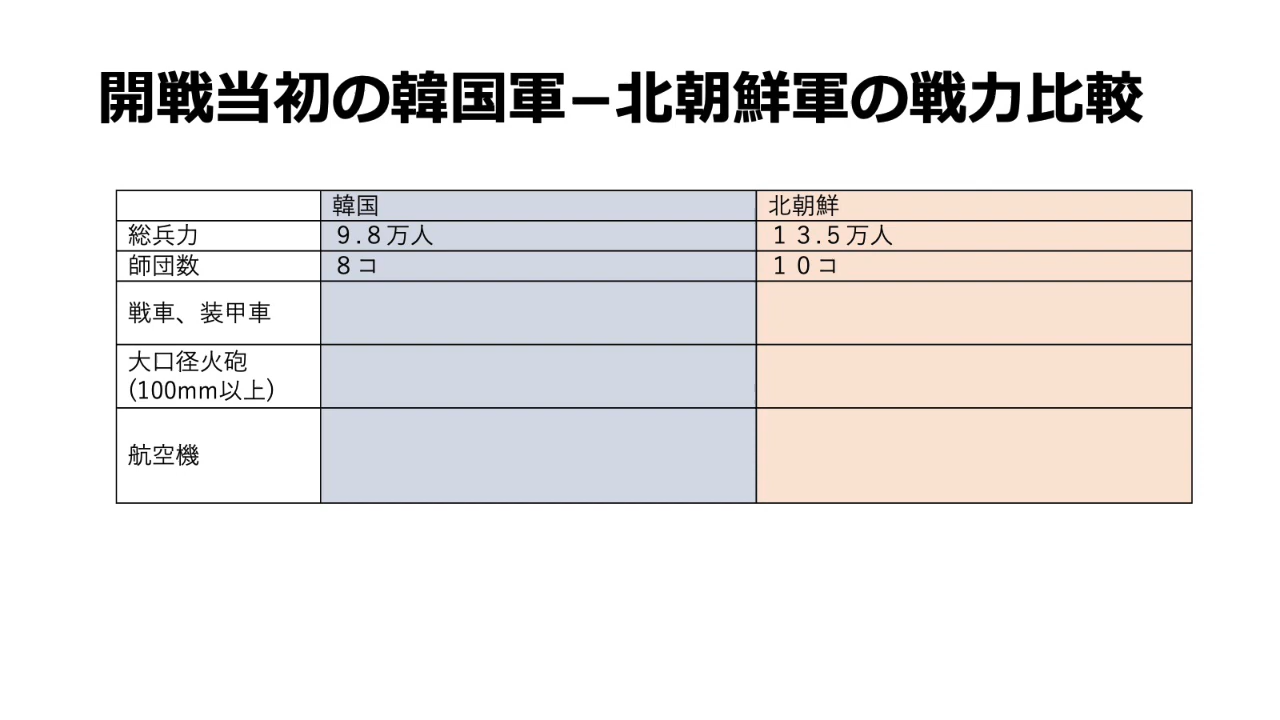 開戦当初の韓国軍–北朝鮮軍の戦力比較
韓国 北朝鮮
総兵力 ９.８万人 １３.５万人
師団数 ８コ １０コ
戦車、装甲車
大口径火砲
(100mm以上)
航空機